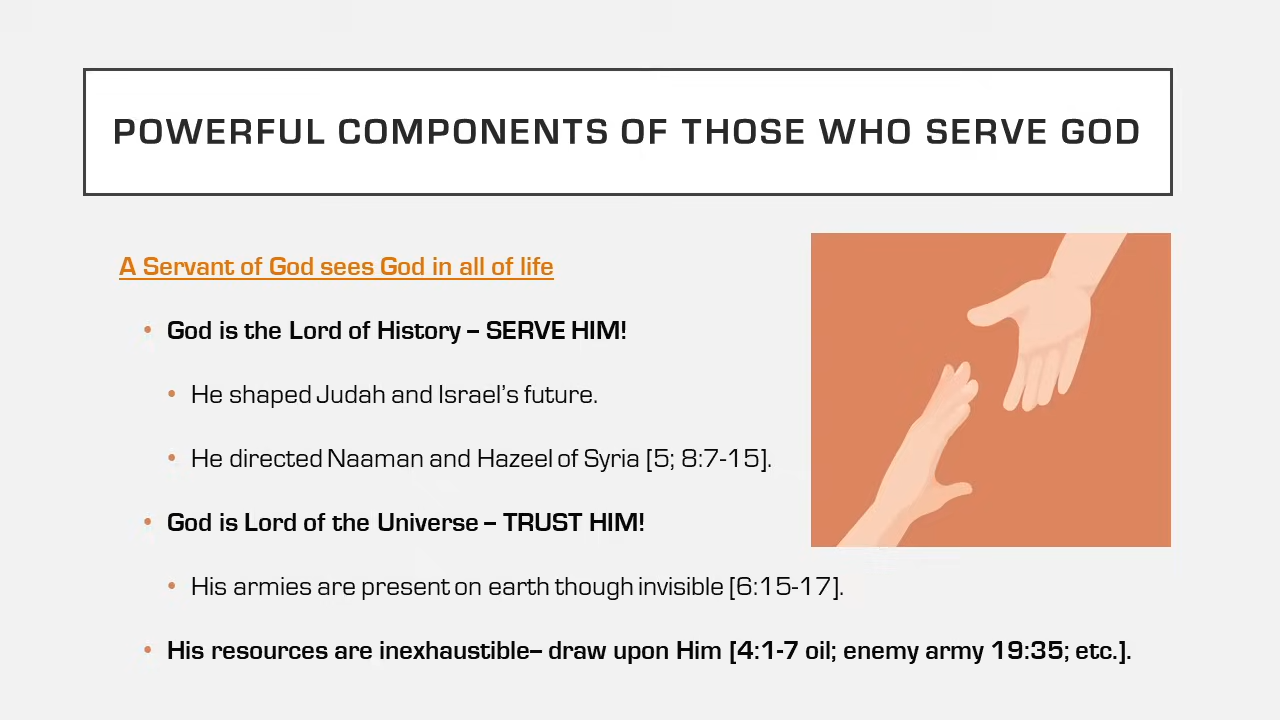 POWERFUL COMPONENTS OF THOSE WHO SERVE GOD
A Servant of God sees God in all of life
• God is the Lord of History – SERVE HIM!
• He shaped Judah and Israel’s future.
• He directed Naaman and Hazeel of Syria [5; 8:7-15].
• God is Lord of the Universe – TRUST HIM!
• His armies are present on earth though invisible [6:15-17].
• His resources are inexhaustible– draw upon Him [4:1-7 oil; enemy army 19:35; etc.].